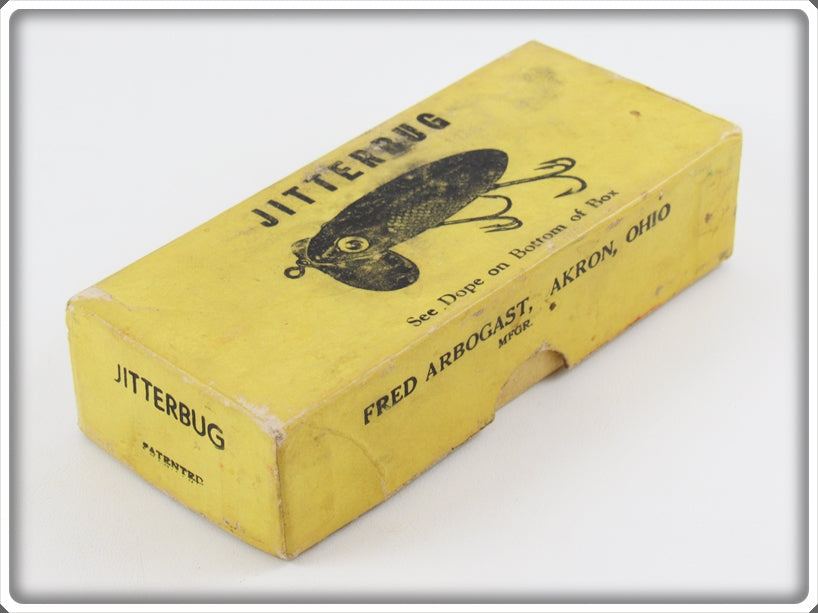 JITTERBUG
See Dope on Bottom of Box
FRED ARBOGAST, AKRON, OHIO
MFGR.
JITTERBUG
PATENTED